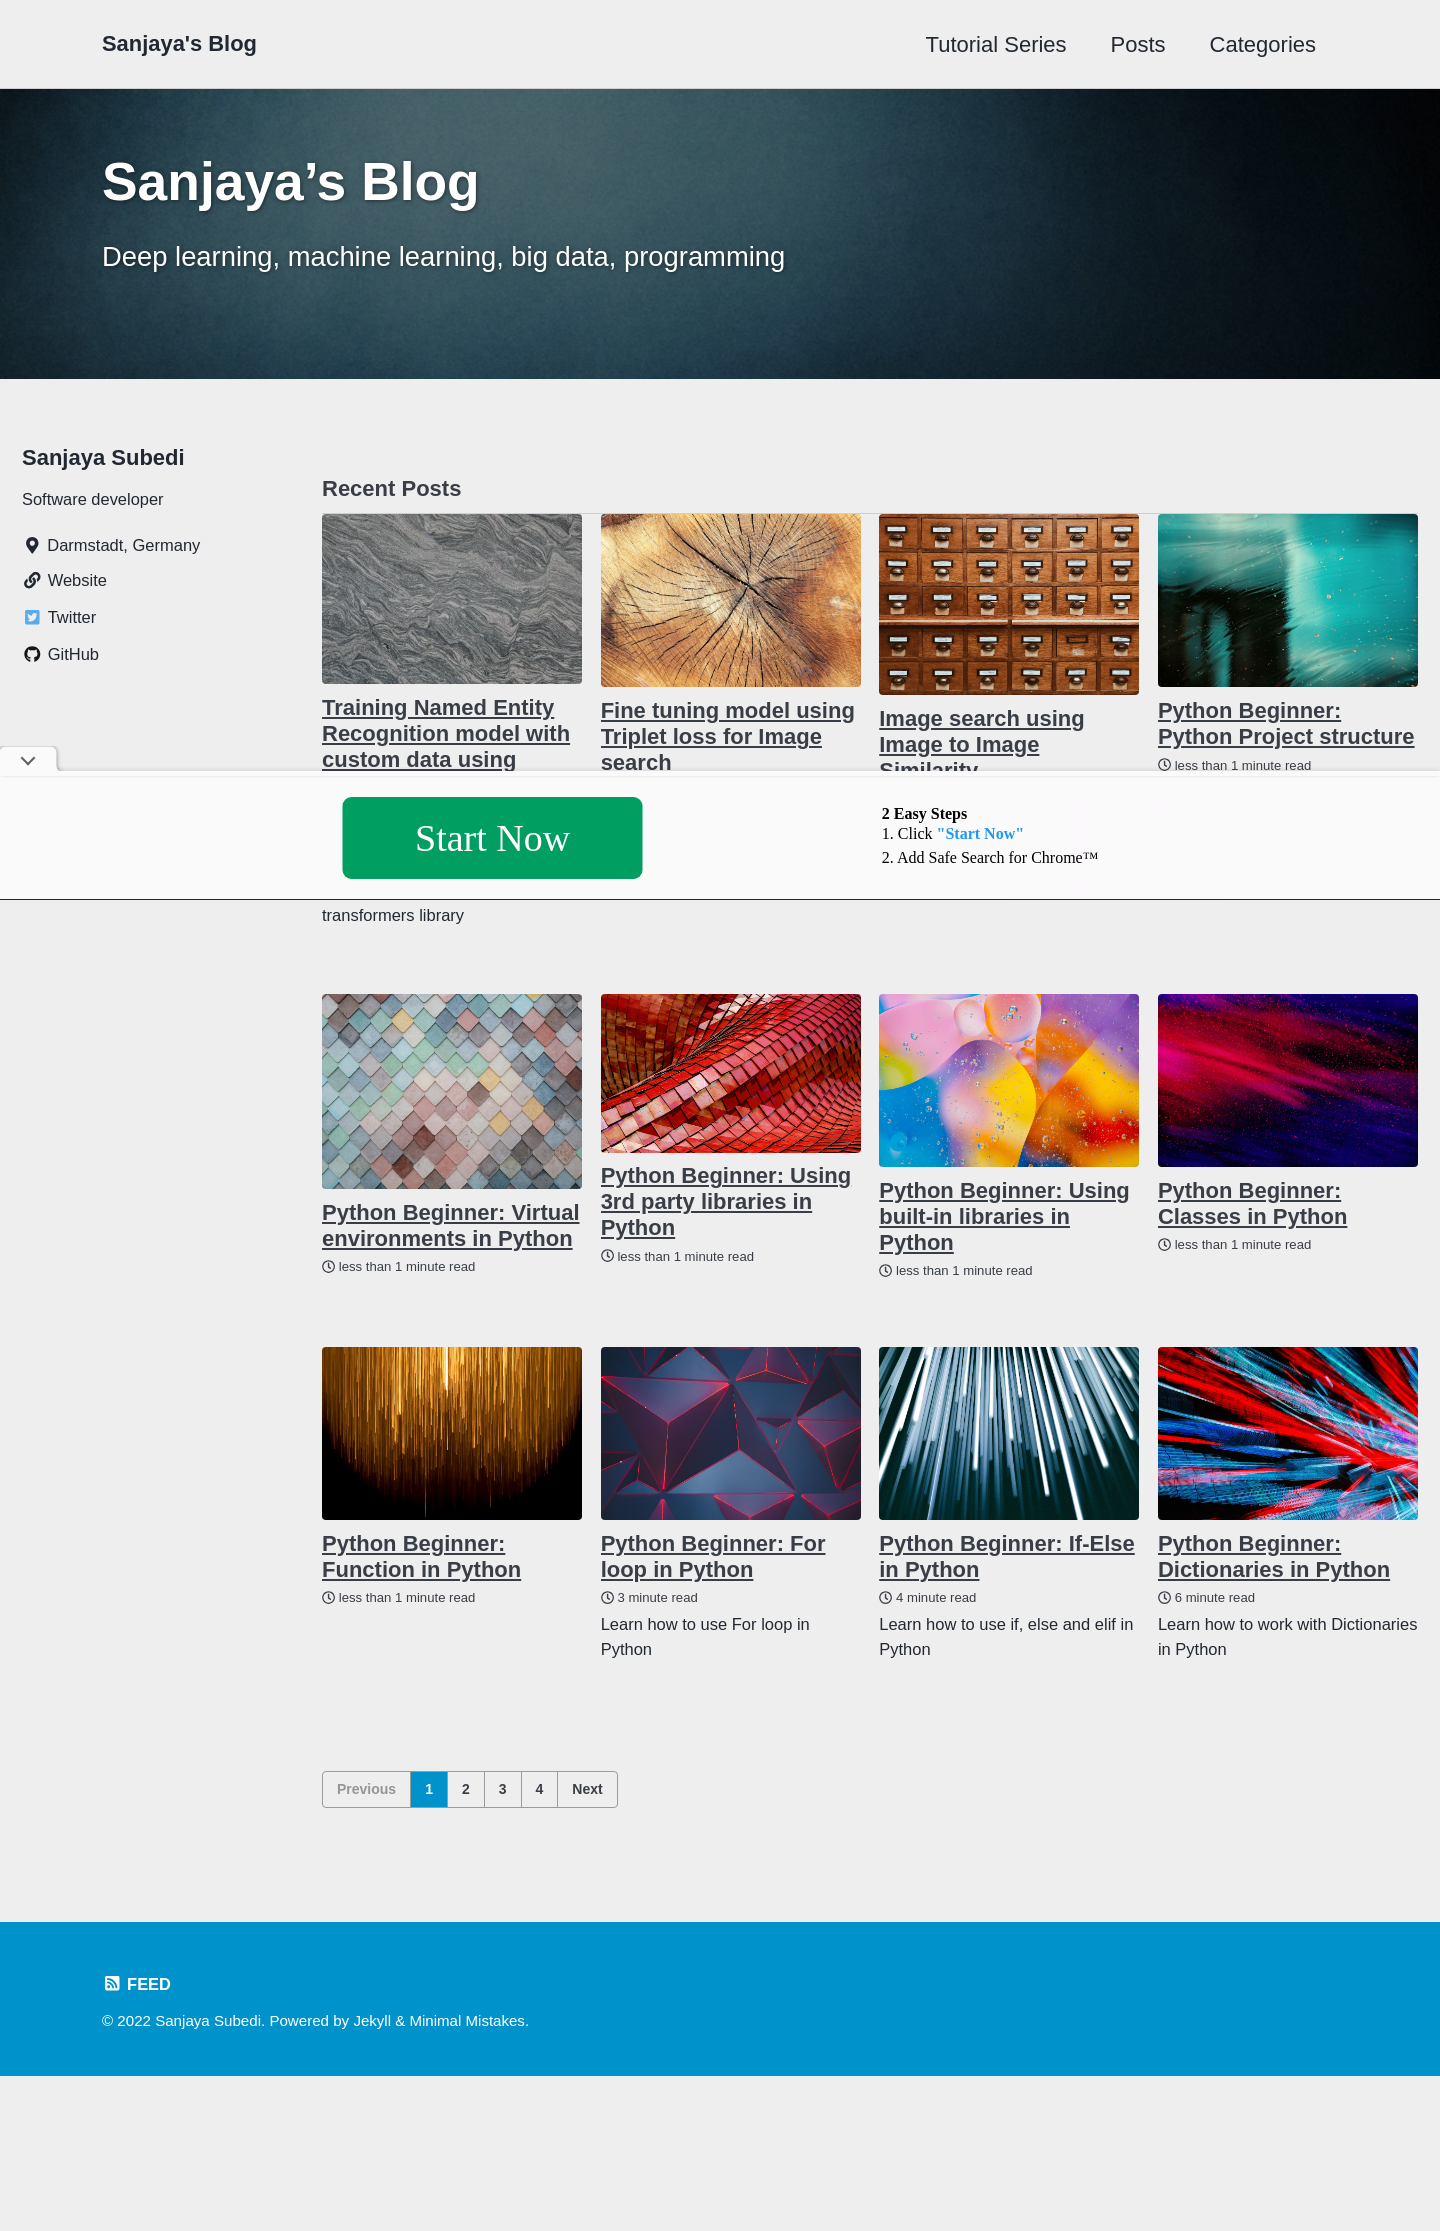 Sanjaya's Blog
Tutorial Series
Posts
Categories
Sanjaya’s Blog
Deep learning, machine learning, big data, programming
Sanjaya Subedi
Software developer
Darmstadt, Germany
Website
Twitter
GitHub
Recent Posts
Training Named Entity
Recognition model with
custom data using
Fine tuning model using
Triplet loss for Image
search
Image search using
Image to Image
Similarity
Python Beginner:
Python Project structure
less than 1 minute read
Start Now
2 Easy Steps
1. Click "Start Now"
2. Add Safe Search for Chrome™
transformers library
Python Beginner: Virtual
environments in Python
less than 1 minute read
Python Beginner: Using
3rd party libraries in
Python
less than 1 minute read
Python Beginner: Using
built-in libraries in
Python
less than 1 minute read
Python Beginner:
Classes in Python
less than 1 minute read
Python Beginner:
Function in Python
less than 1 minute read
Python Beginner: For
loop in Python
3 minute read
Learn how to use For loop in
Python
Python Beginner: If-Else
in Python
4 minute read
Learn how to use if, else and elif in
Python
Python Beginner:
Dictionaries in Python
6 minute read
Learn how to work with Dictionaries
in Python
Previous 1 2 3 4 Next
FEED
© 2022 Sanjaya Subedi. Powered by Jekyll & Minimal Mistakes.